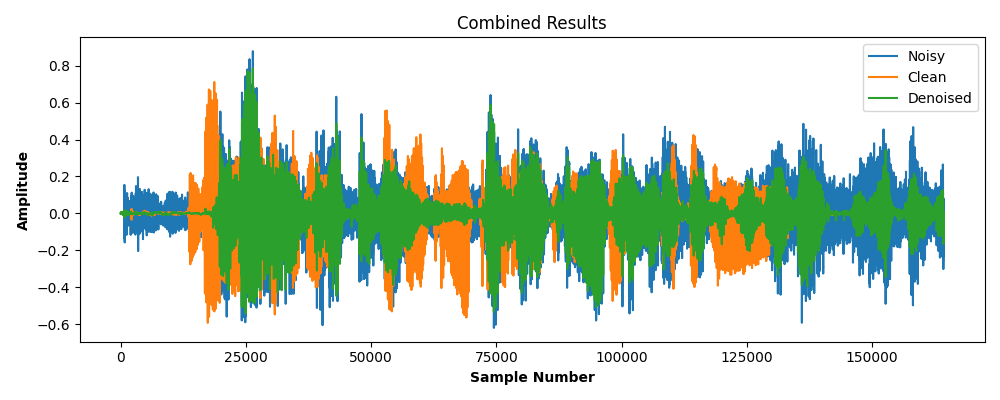 Combined Results
Noisy
Clean
Denoised
Amplitude
0.8
0.6
0.4
0.2
0.0
−0.2
−0.4
−0.6
0
25000
50000
75000
100000
125000
150000
Sample Number